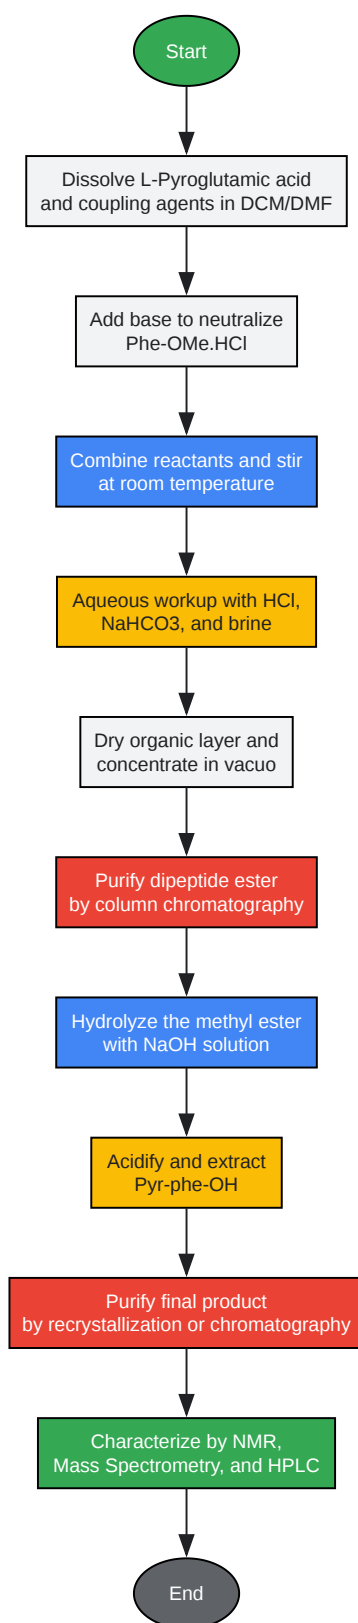 Start
Dissolve L-Pyroglutamic acid
and coupling agents in DCM/DMF
Add base to neutralize
Phe-OMe.HCl
Combine reactants and stir
at room temperature
Aqueous workup with HCl,
NaHCO3, and brine
Dry organic layer and
concentrate in vacuo
Purify dipeptide ester
by column chromatography
Hydrolyze the methyl ester
with NaOH solution
Acidify and extract
Pyr-phe-OH
Purify final product
by recrystallization or chromatography
Characterize by NMR,
Mass Spectrometry, and HPLC
End